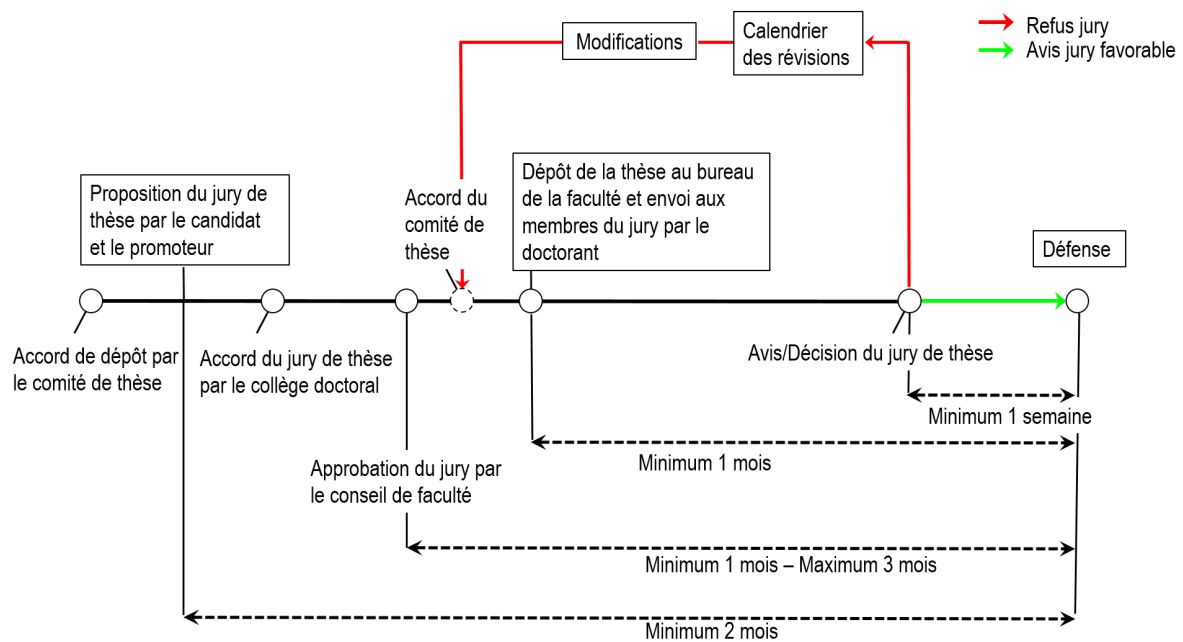 Refus jury
Avis jury favorable
Modifications
Calendrier
des révisions
Proposition du jury de
thèse par le candidat
et le promoteur
Accord du
comité de
thèse
Dépôt de la thèse au bureau
de la faculté et envoi aux
membres du jury par le
doctorant
Défense
Accord de dépôt par
le comité de thèse
Accord du jury de thèse
par le collège doctoral
Avis/Décision du jury de thèse
Minimum 1 semaine
Minimum 1 mois
Approbation du jury par
le conseil de faculté
Minimum 1 mois – Maximum 3 mois
Minimum 2 mois